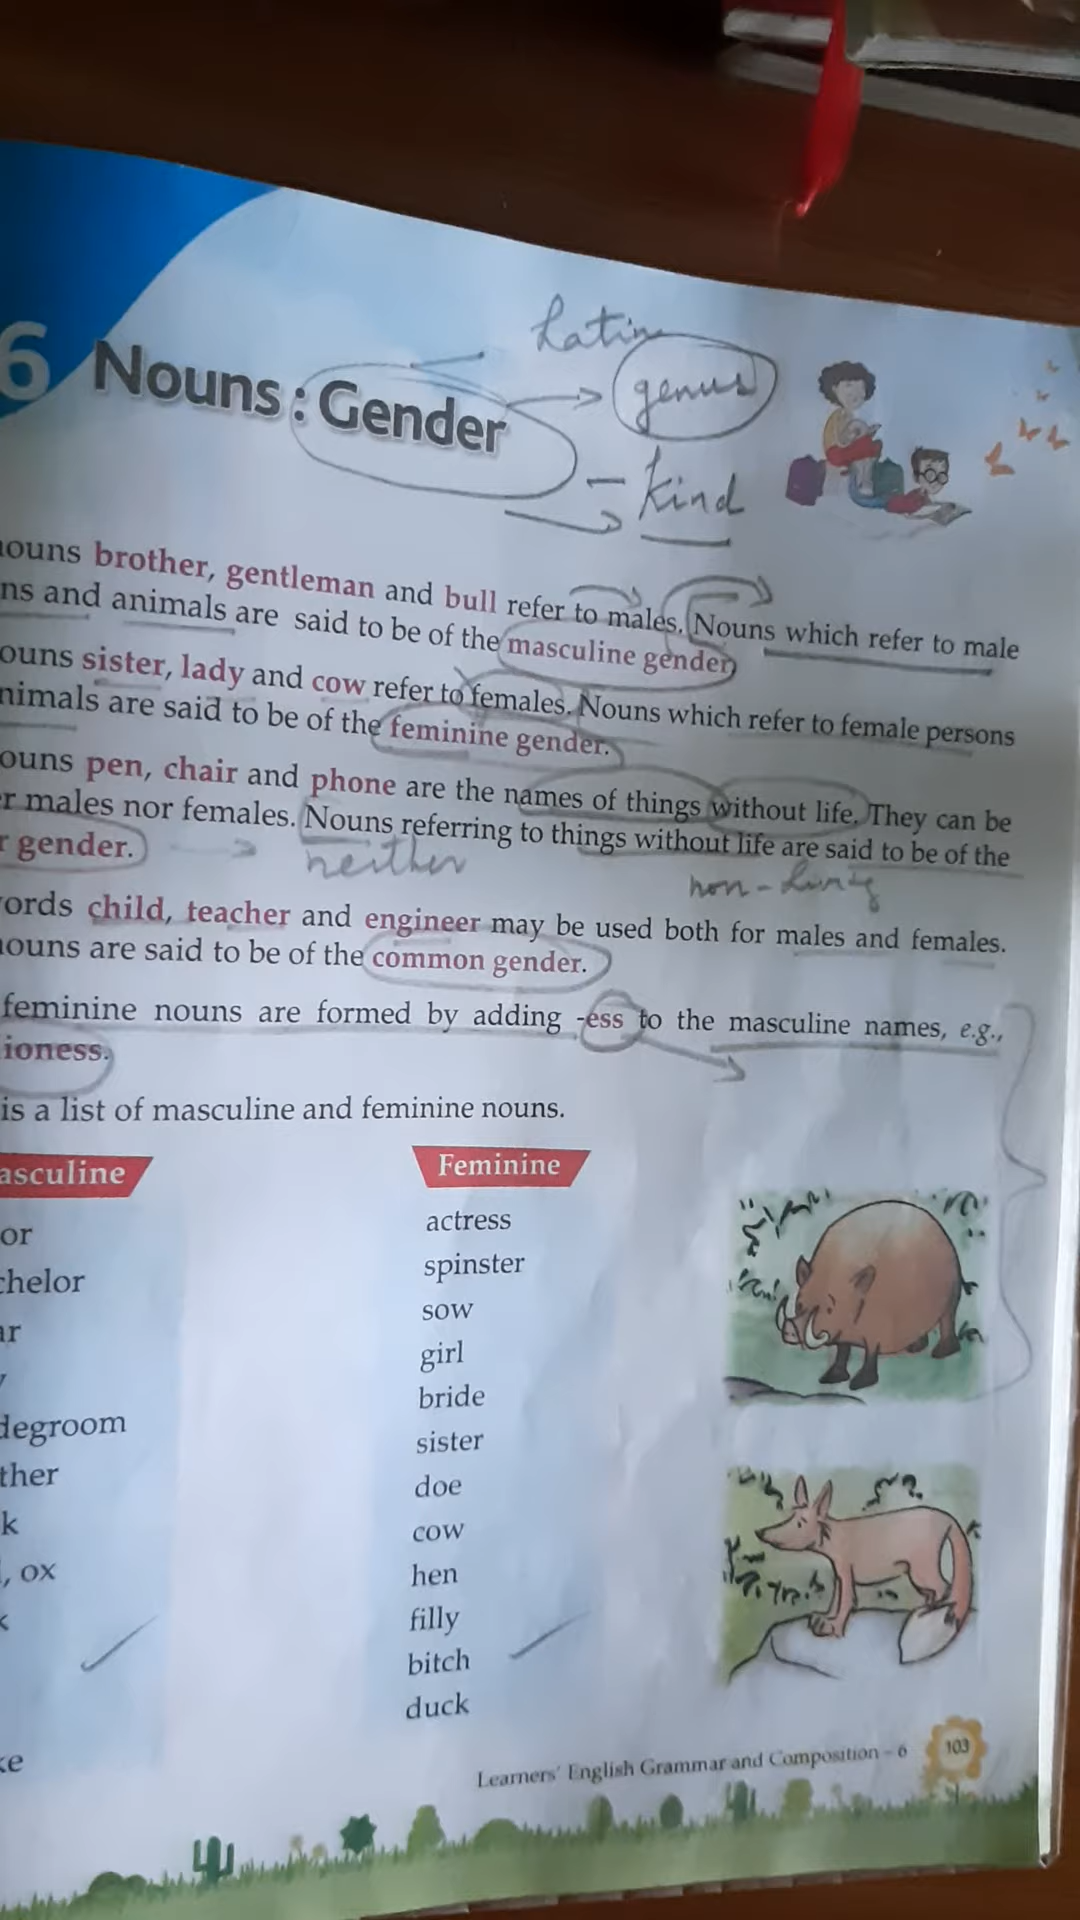 Latin
6 Nouns : Gender
genus
kind
nouns brother, gentleman and bull refer to males. Nouns which refer to male
ns and animals are said to be of the masculine gender
ouns sister, lady and cow refer to females. Nouns which refer to female persons
nimals are said to be of the feminine gender.
ouns pen, chair and phone are the names of things without life. They can be
r males nor females. Nouns referring to things without life are said to be of the
r gender.
neither
non-living
ords child, teacher and engineer may be used both for males and females.
nouns are said to be of the common gender.
feminine nouns are formed by adding -ess to the masculine names, e.g.,
ioness.
is a list of masculine and feminine nouns.
asculine Feminine
or actress
chelor spinster
ar sow
girl
degroom bride
ther sister
k doe
, ox cow
k hen
filly
bitch
duck
ke
Learners' English Grammar and Composition - 6 103